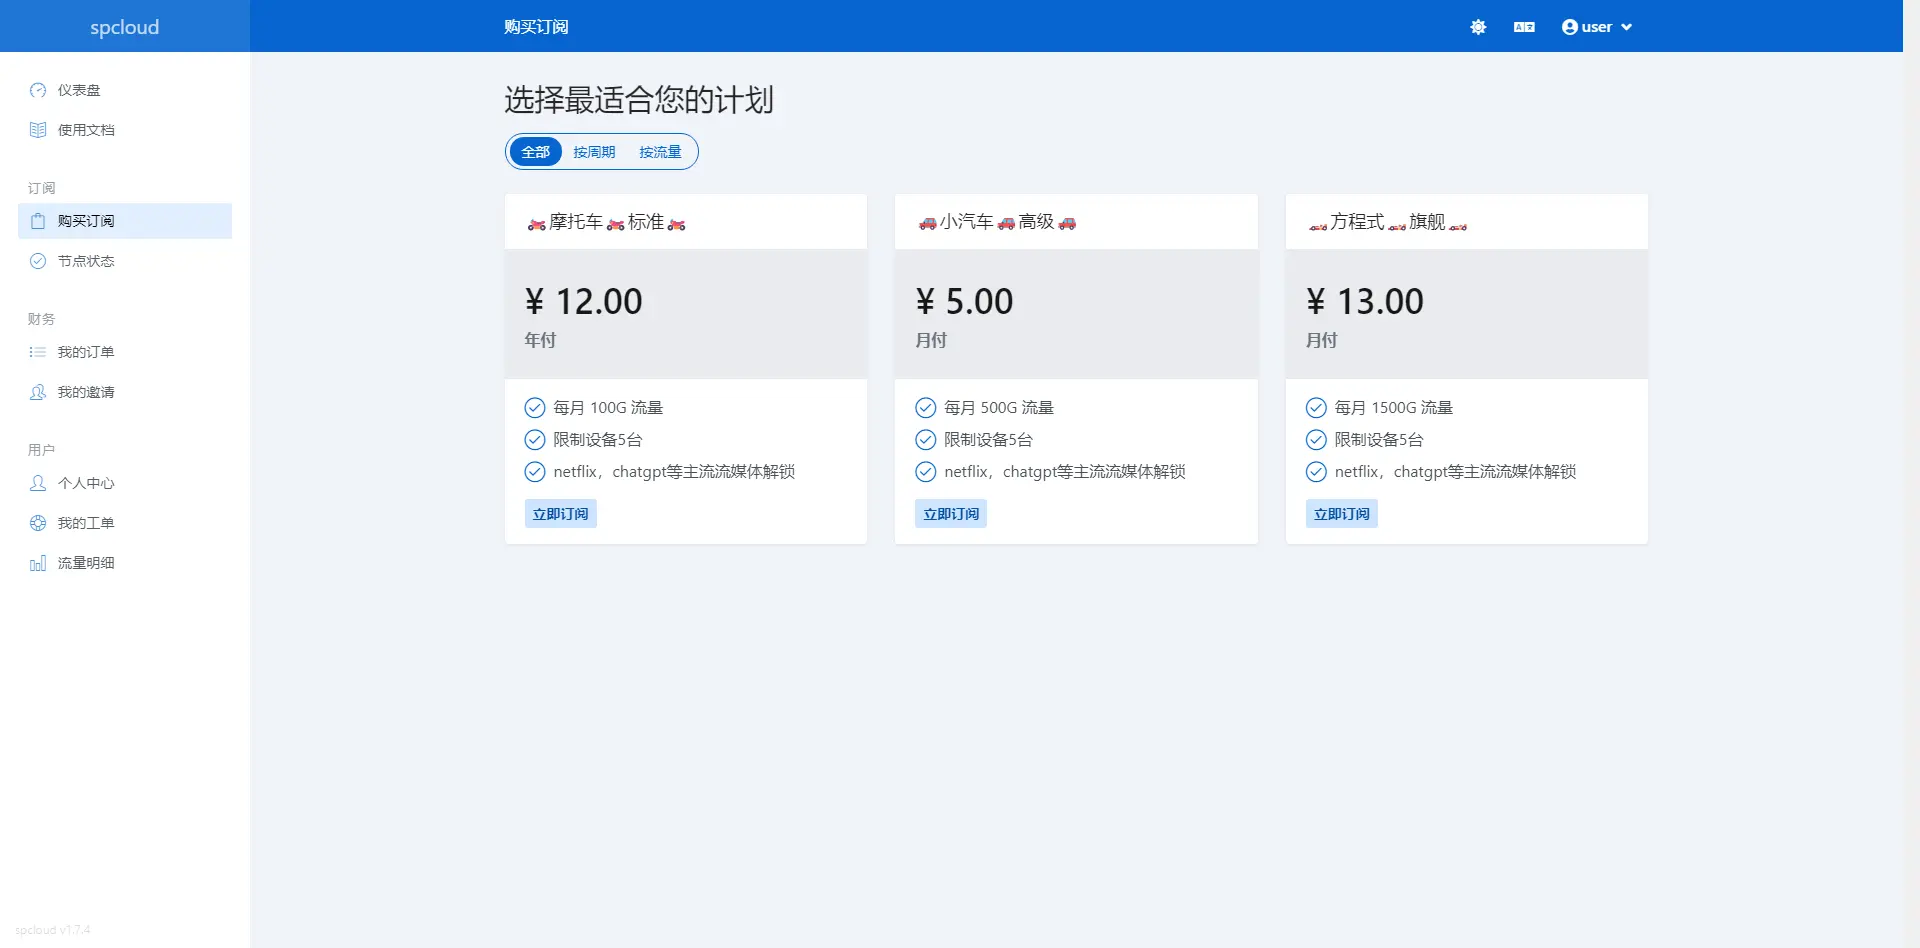 spcloud
购买订阅
user
仪表盘
使用文档
订阅
购买订阅
节点状态
财务
我的订单
我的邀请
用户
个人中心
我的工单
流量明细
spcloud v1.7.4
选择最适合您的计划
全部 按周期 按流量
🏍️摩托车🏍️标准🏍️
¥ 12.00
年付
每月 100G 流量
限制设备5台
netflix，chatgpt等主流流媒体解锁
立即订阅
🚗小汽车🚗高级🚗
¥ 5.00
月付
每月 500G 流量
限制设备5台
netflix，chatgpt等主流流媒体解锁
立即订阅
🏎️方程式🏎️旗舰🏎️
¥ 13.00
月付
每月 1500G 流量
限制设备5台
netflix，chatgpt等主流流媒体解锁
立即订阅